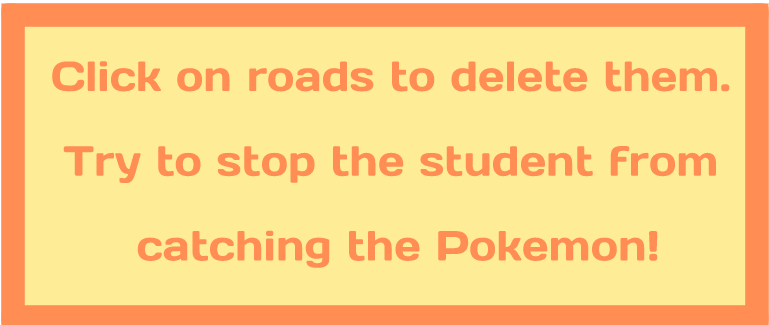 Click on roads to delete them.
Try to stop the student from
catching the Pokemon!